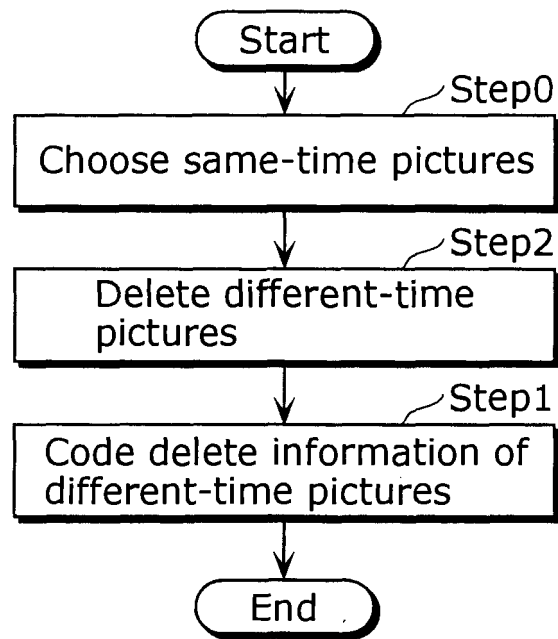 Start
Step0
Choose same-time pictures
Step2
Delete different-time
pictures
Step1
Code delete information of
different-time pictures
End